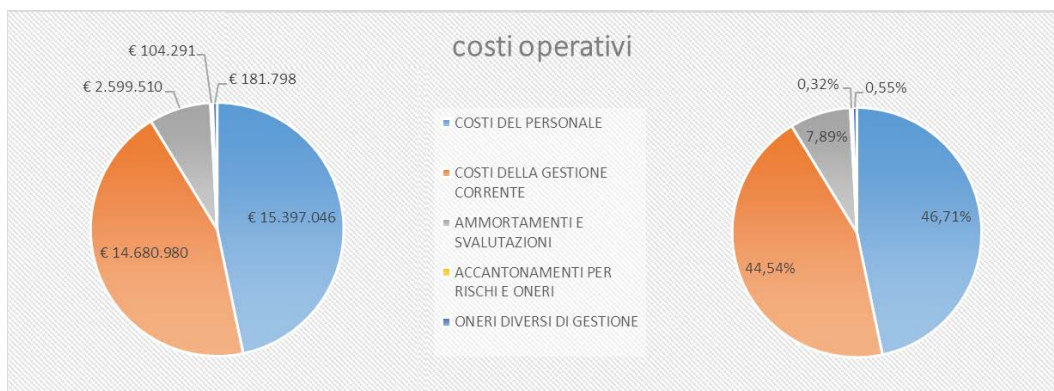 costi operativi
€ 104.291
€ 181.798
€ 2.599.510
€ 15.397.046
€ 14.680.980
COSTI DEL PERSONALE
COSTI DELLA GESTIONE
CORRENTE
AMMORTAMENTI E
SVALUTAZIONI
ACCANTONAMENTI PER
RISCHI E ONERI
ONERI DIVERSI DI GESTIONE
0,32%
0,55%
7,89%
46,71%
44,54%